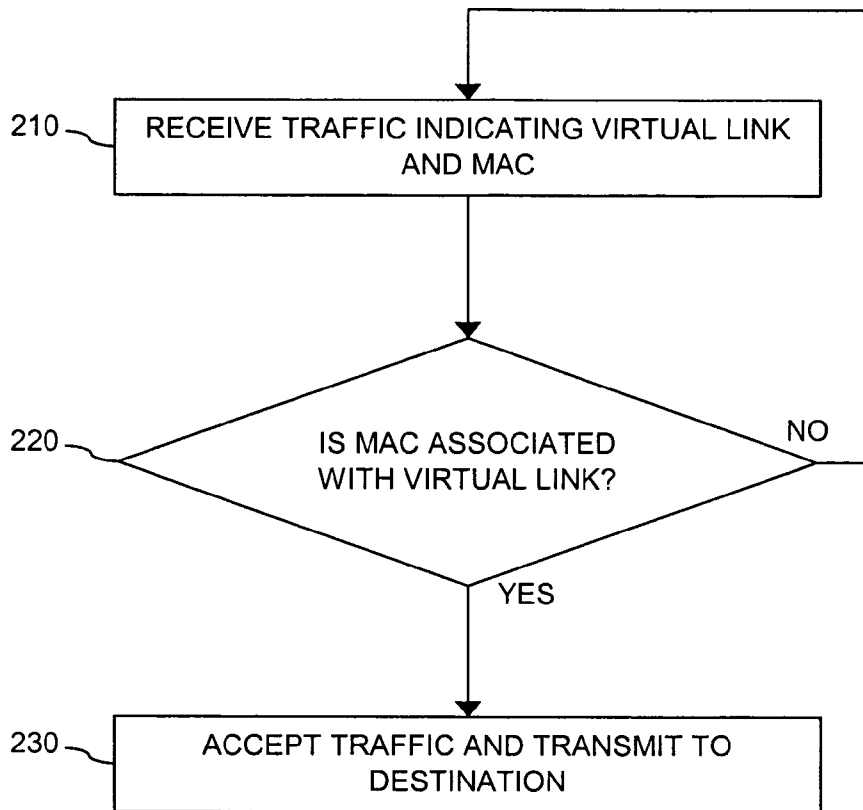 210
RECEIVE TRAFFIC INDICATING VIRTUAL LINK
AND MAC
220
IS MAC ASSOCIATED
WITH VIRTUAL LINK?
NO
YES
230
ACCEPT TRAFFIC AND TRANSMIT TO
DESTINATION